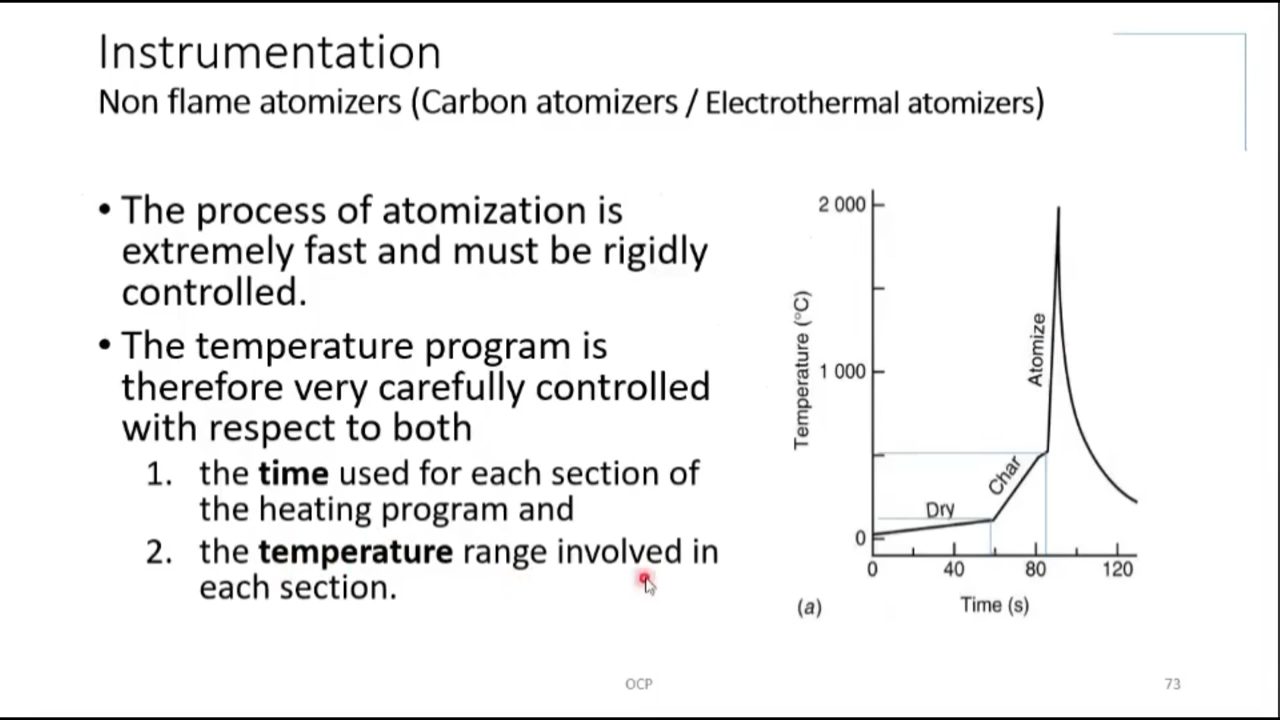 Instrumentation
Non flame atomizers (Carbon atomizers / Electrothermal atomizers)
• The process of atomization is
extremely fast and must be rigidly
controlled.
• The temperature program is
therefore very carefully controlled
with respect to both
1. the time used for each section of
the heating program and
2. the temperature range involved in
each section.
Temperature (°C)
2 000
1 000
0
Dry
Char
Atomize
0 40 80 120
Time (s)
(a)
OCP
73